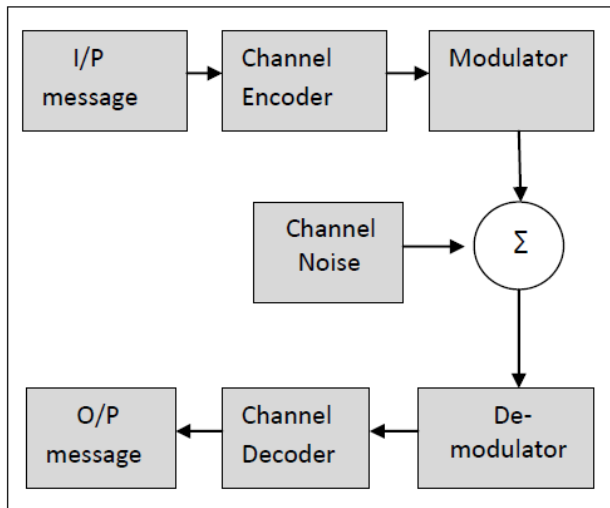 I/P
message
Channel
Encoder
Modulator
Channel
Noise
Σ
De-
modulator
Channel
Decoder
O/P
message